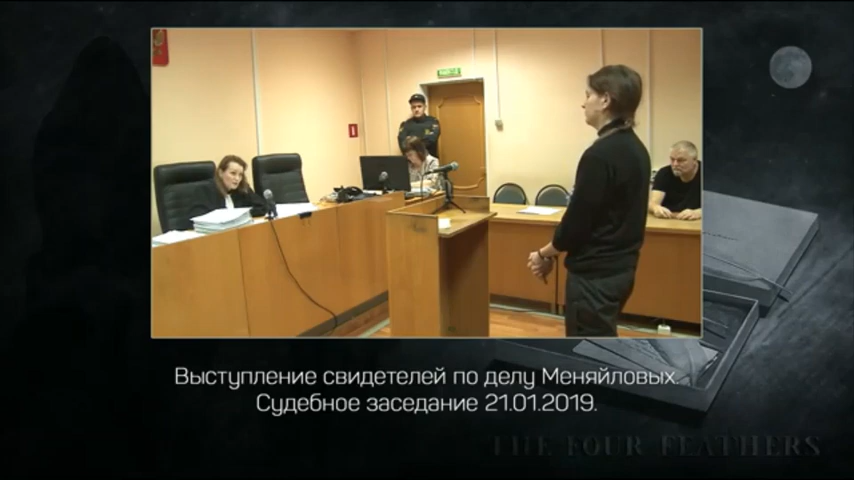 Выступление свидетелей по делу Меняйловых.
Судебное заседание 21.01.2019.
THE FOUR FEATHERS